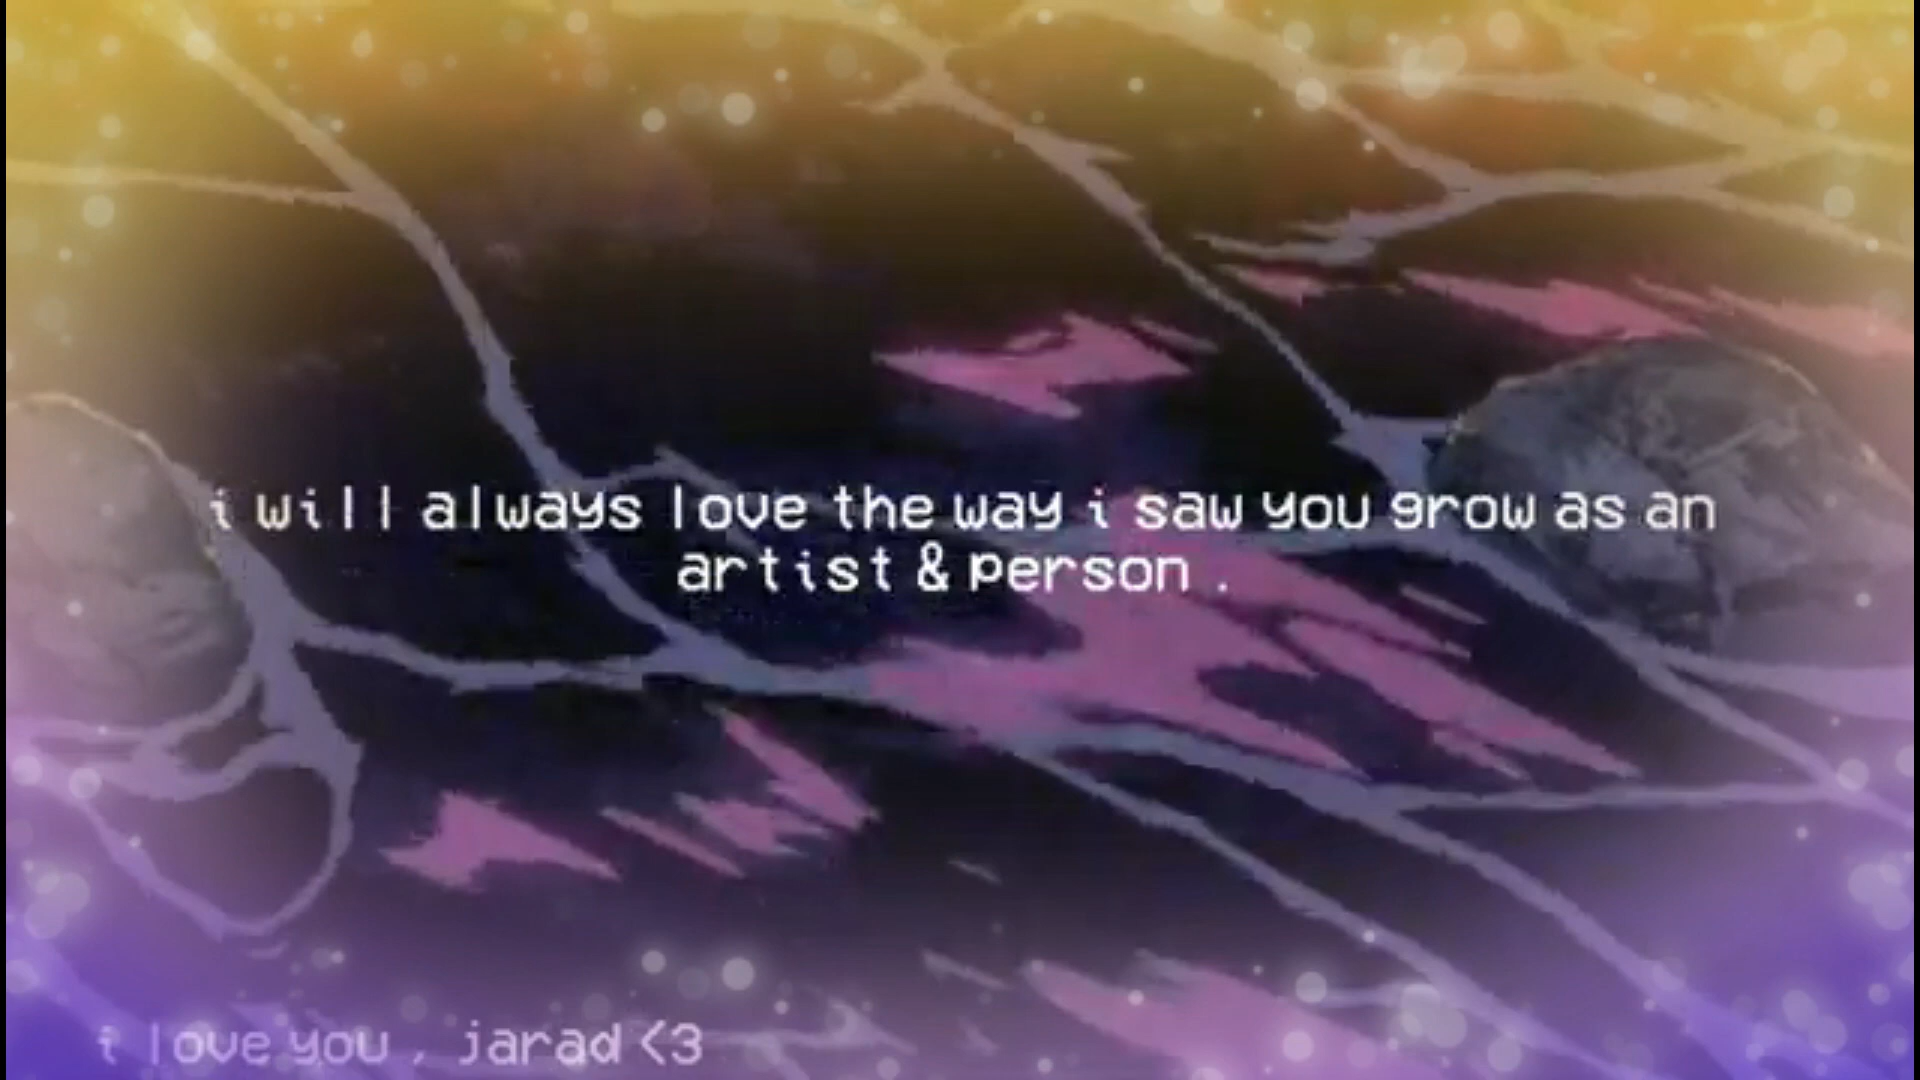 i will always love the way i saw you grow as an
artist & person .
i love you , jarad <3